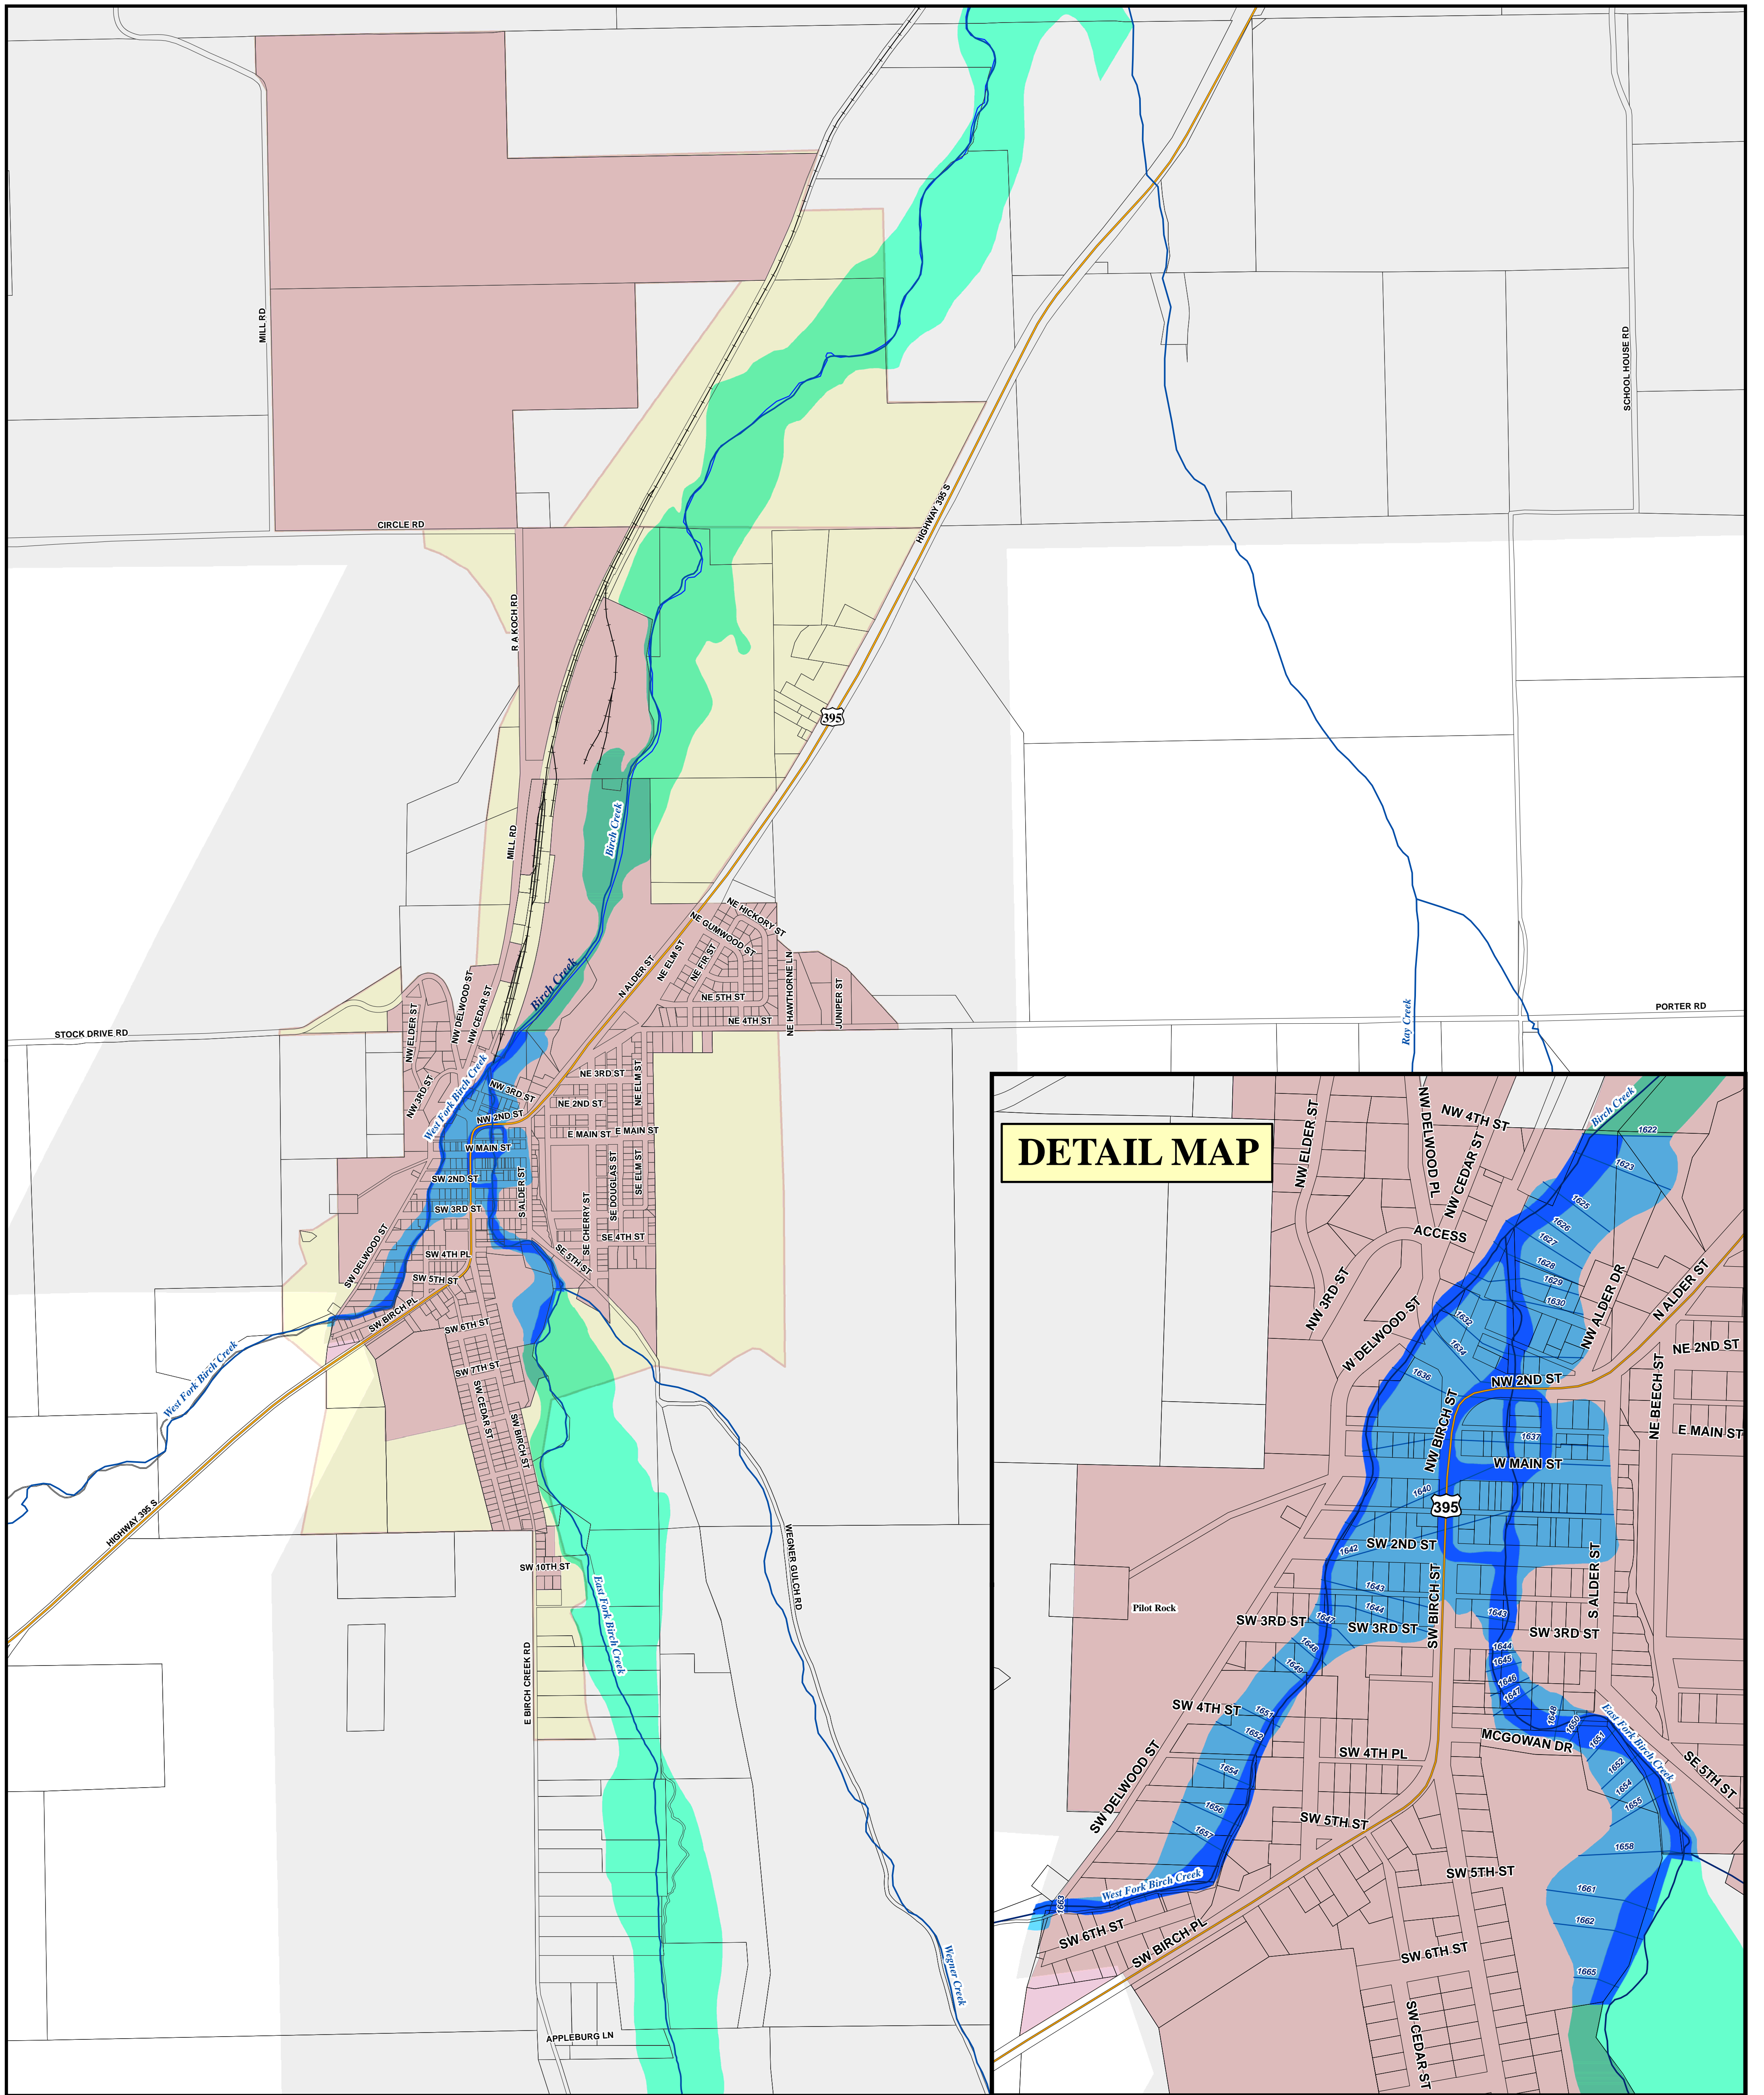 MILL RD
SCHOOL HOUSE RD
HIGHWAY 395 S
CIRCLE RD
R A KOCH RD
395
Birch Creek
MILL RD
NE HICKORY ST
NE GUMWOOD ST
NE ELM ST
NE FIR ST
N ALDER ST
NE 5TH ST
NE 4TH ST
NE HAWTHORNE LN
JUNIPER ST
Birch Creek
NW DELWOOD ST
NW CEDAR ST
NW ELDER ST
STOCK DRIVE RD
PORTER RD
Ray Creek
NW 3RD ST
West Fork Birch Creek
NW 3RD ST
NE 3RD ST
NE ELM ST
NE 2ND ST
NW 2ND ST
E MAIN ST
E MAIN ST
W MAIN ST
SW 2ND ST
S ALDER ST
SE DOUGLAS ST
SE ELM ST
SE CHERRY ST
SW 3RD ST
SE 4TH ST
SE 5TH ST
SW DELWOOD ST
SW 4TH PL
SW 5TH ST
SW BIRCH PL
SW 6TH ST
SW 7TH ST
SW CEDAR ST
SW BIRCH ST
West Fork Birch Creek
HIGHWAY 395 S
SW 10TH ST
East Fork Birch Creek
E BIRCH CREEK RD
WEGNER GULCH RD
Wegner Creek
APPLEBURG LN
DETAIL MAP
NW ELDER ST
NW DELWOOD PL
NW 4TH ST
NW CEDAR ST
Birch Creek
1622
1623
1625
1626
1627
1628
1629
1630
ACCESS
NW 3RD ST
W DELWOOD ST
1632
1634
1636
NW ALDER DR
N ALDER ST
NE 2ND ST
NW 2ND ST
NE BEECH ST
NW BIRCH ST
E MAIN ST
1637
W MAIN ST
1640
395
1642
SW 2ND ST
S ALDER ST
1643
1644
1647
SW BIRCH ST
Pilot Rock
SW 3RD ST
SW 3RD ST
SW 3RD ST
1643
1644
1645
1646
1647
1648
1649
1648
1650
1651
East Fork Birch Creek
SW 4TH ST
1651
1652
MCGOWAN DR
SW 4TH PL
1652
1654
1655
SE 5TH ST
SW DELWOOD ST
1654
1656
1657
SW 5TH ST
1658
SW 5TH ST
1661
1662
1665
West Fork Birch Creek
1663
SW 6TH ST
SW BIRCH PL
SW 6TH ST
SW CEDAR ST